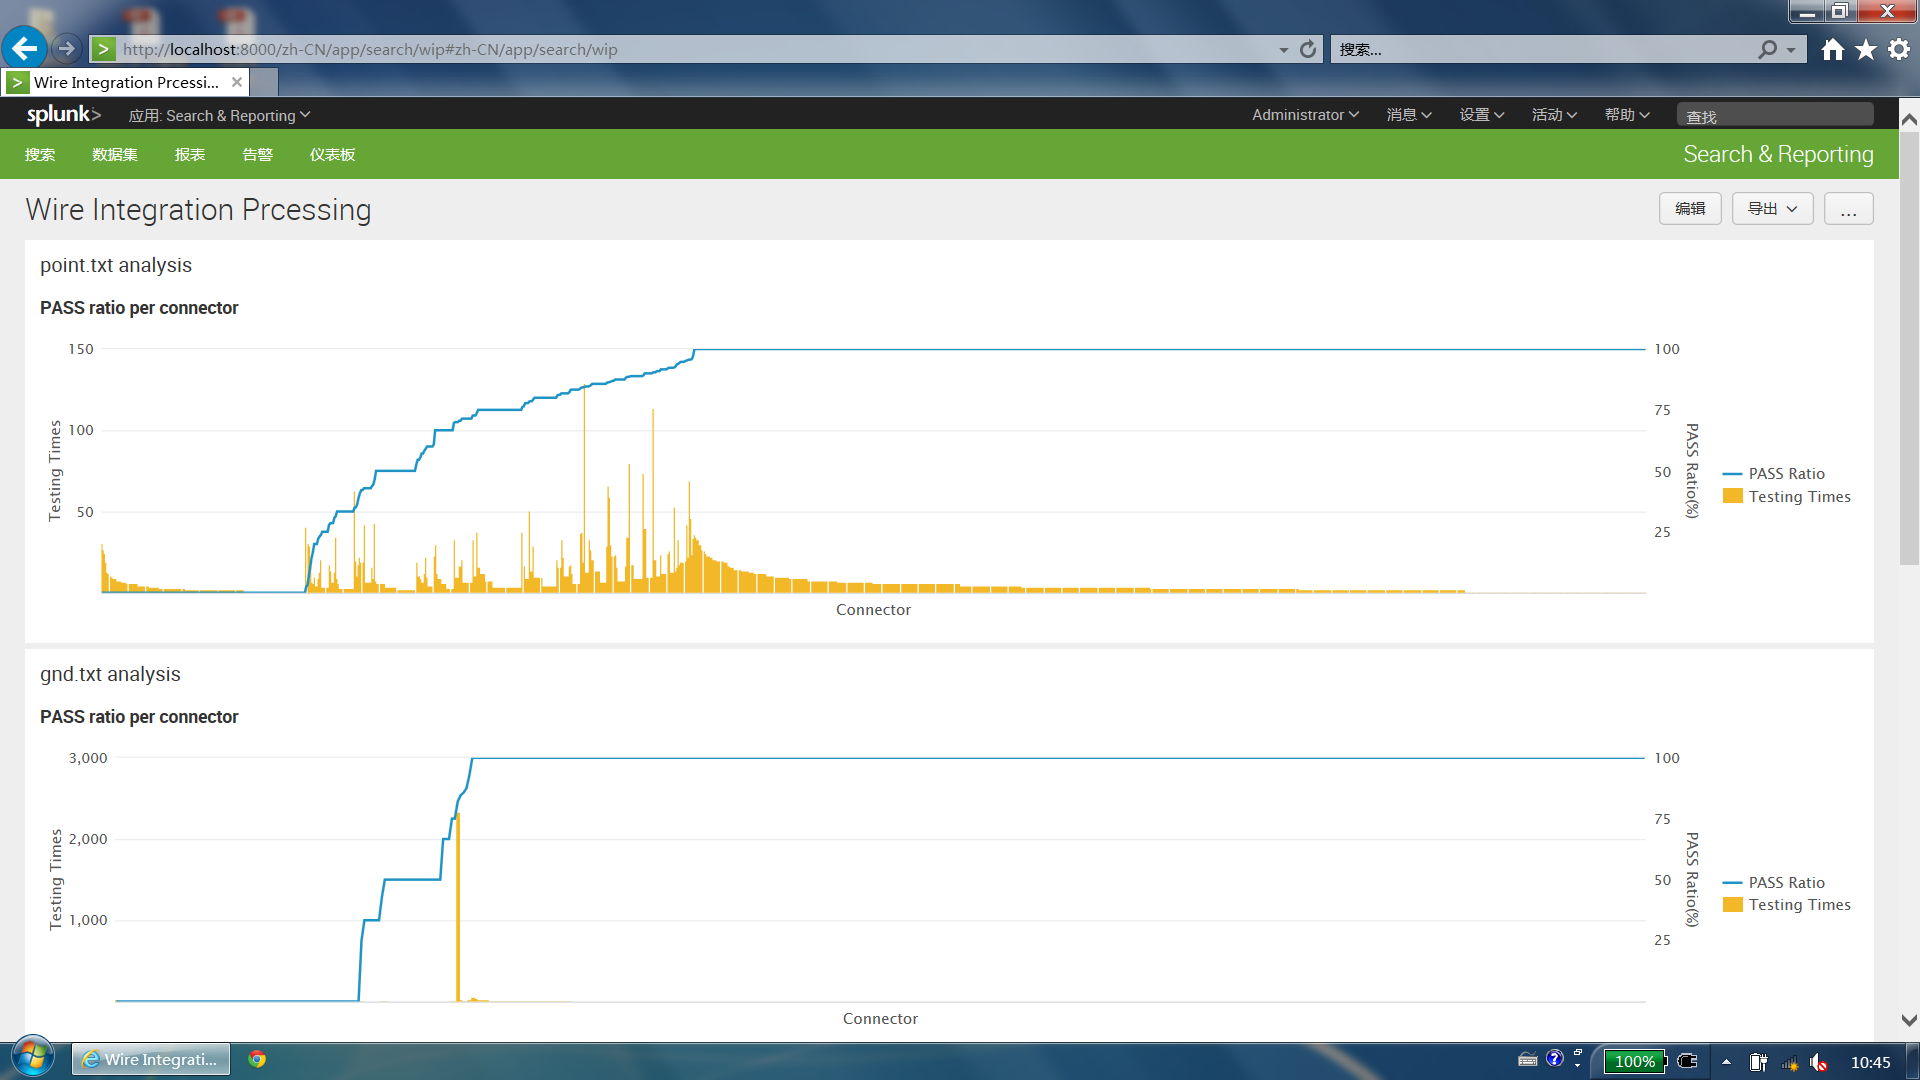 http://localhost:8000/zh-CN/app/search/wip#zh-CN/app/search/wip
搜索...
Wire Integration Prcessi...
splunk>
应用: Search & Reporting
Administrator
消息
设置
活动
帮助
查找
搜索
数据集
报表
告警
仪表板
Search & Reporting
Wire Integration Prcessing
编辑
导出
...
point.txt analysis
PASS ratio per connector
150
100
50
Testing Times
100
75
50
25
PASS Ratio(%)
PASS Ratio
Testing Times
Connector
gnd.txt analysis
PASS ratio per connector
3,000
2,000
1,000
Testing Times
100
75
50
25
PASS Ratio(%)
PASS Ratio
Testing Times
Connector
Wire Integrati...
100%
10:45